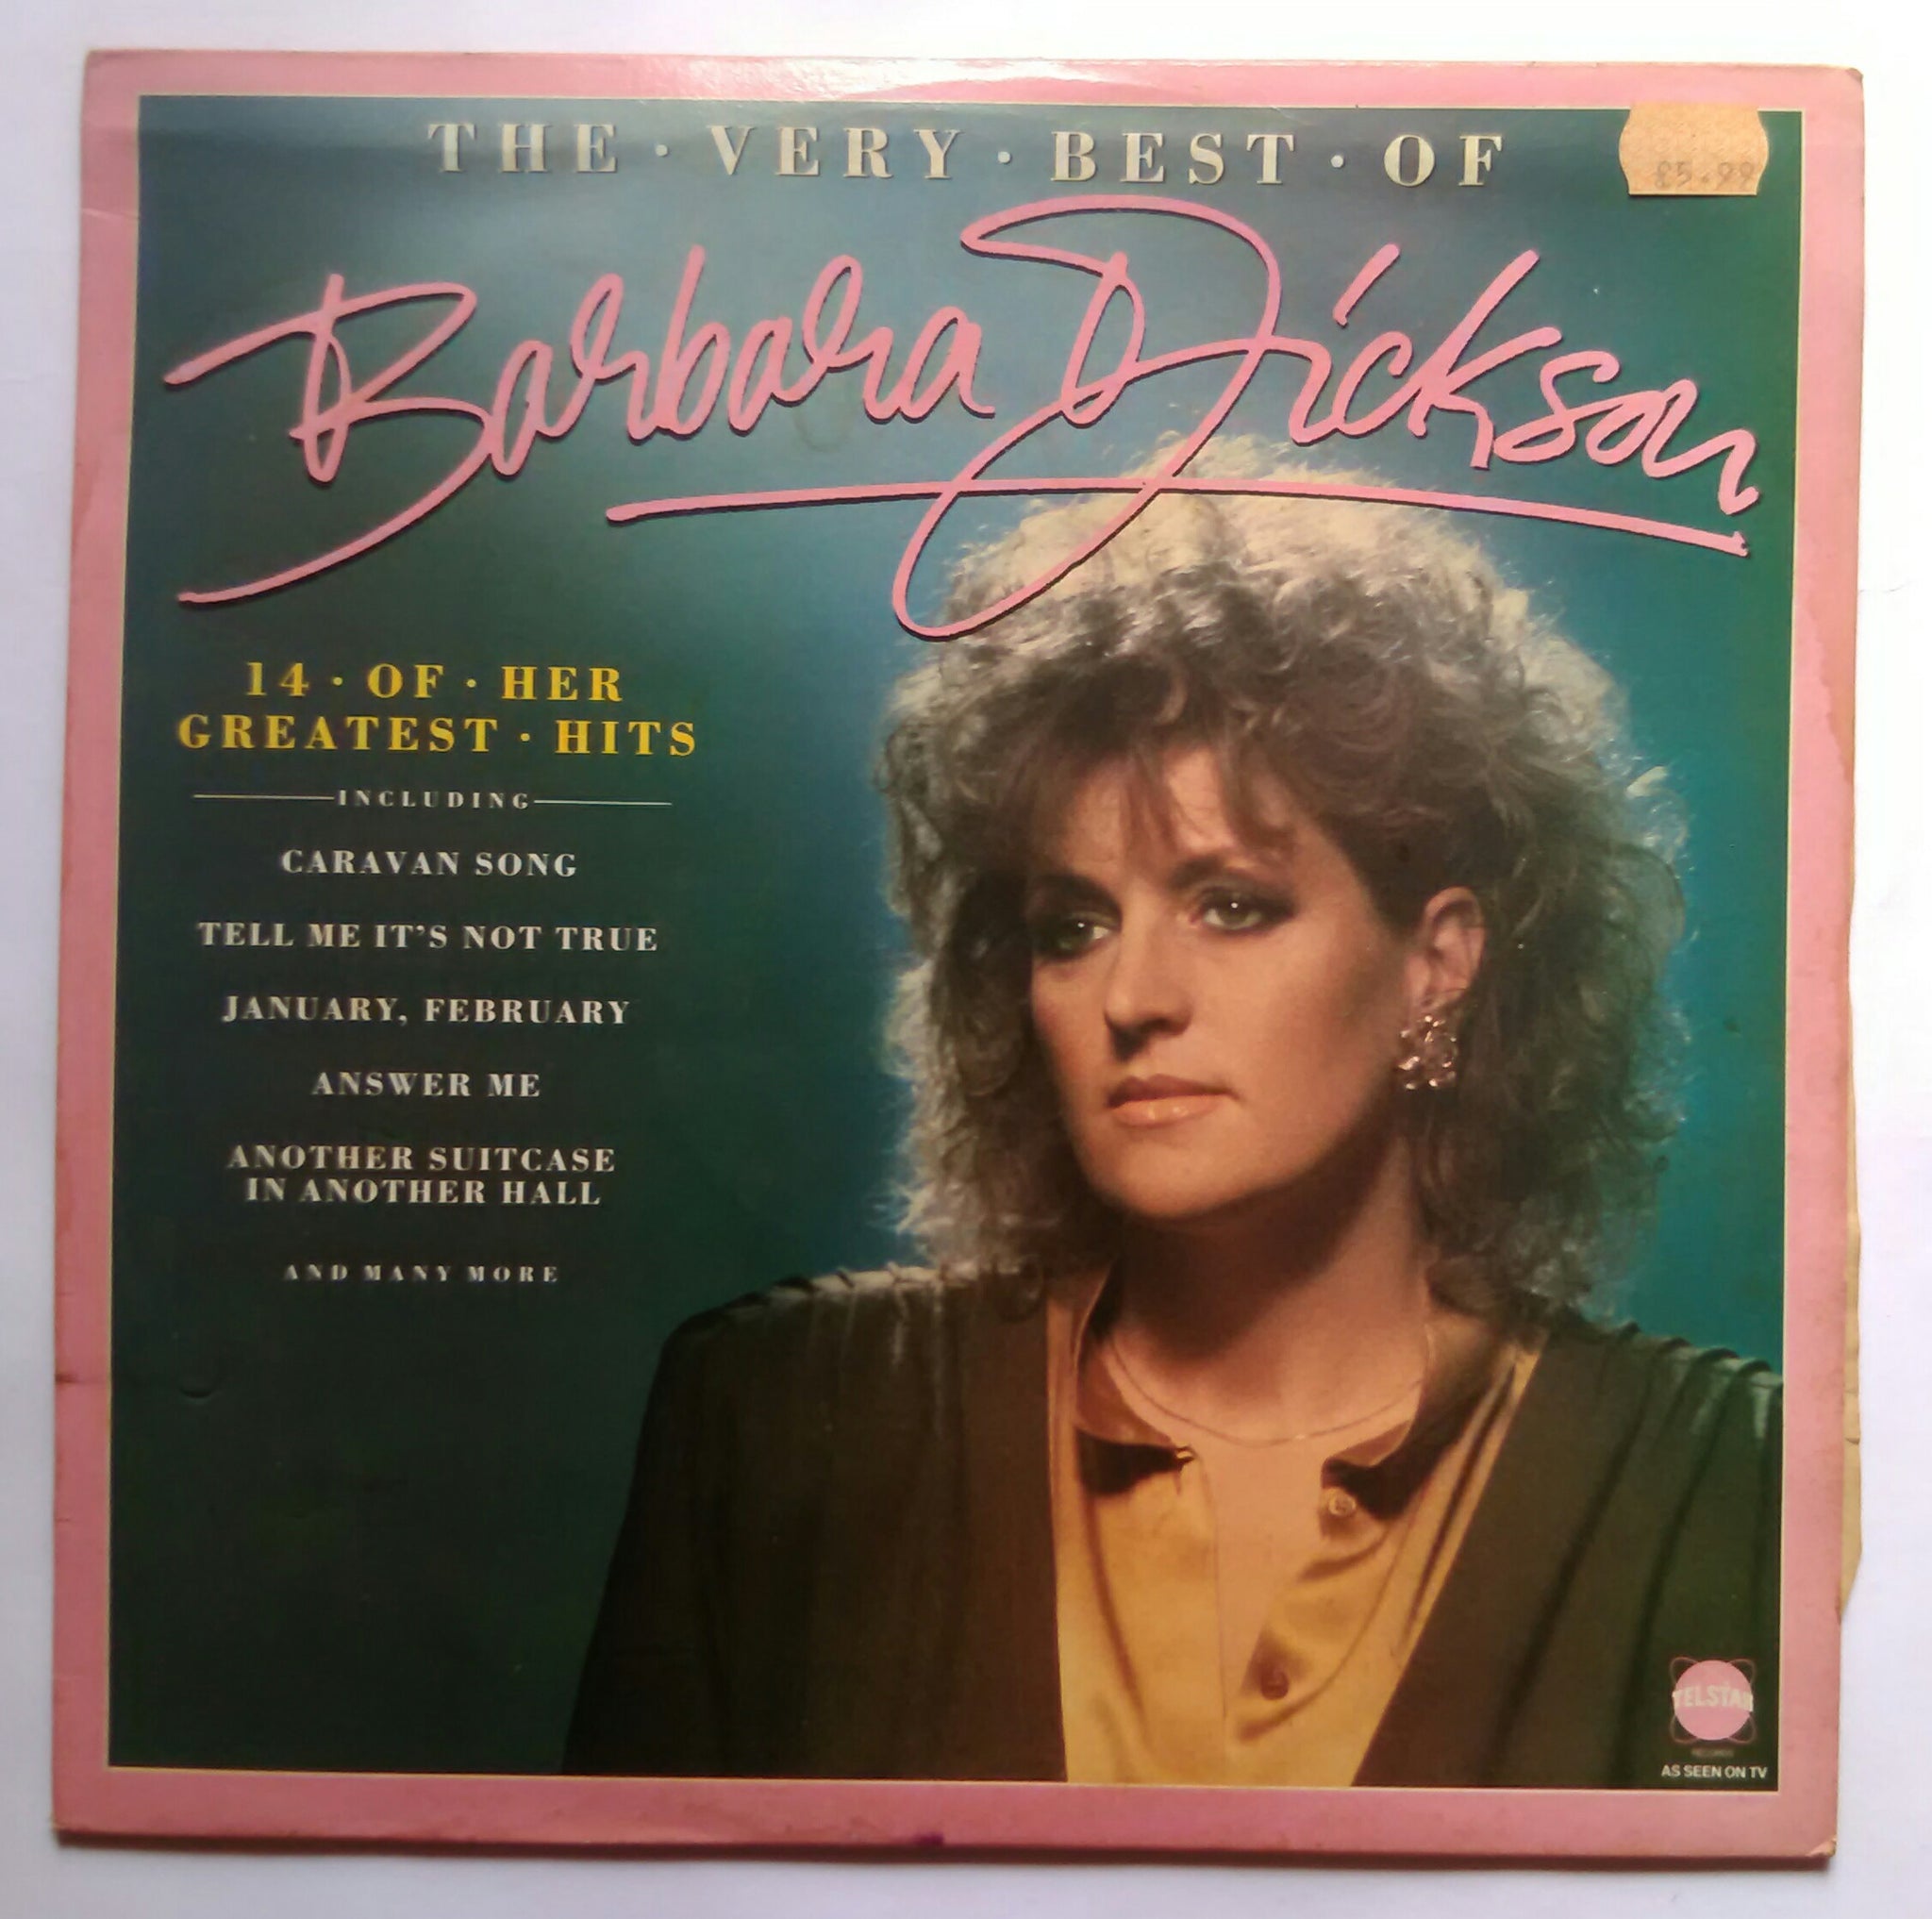 THE · VERY · BEST · OF
£5.99
Barbara Dickson
14 · OF · HER
GREATEST · HITS
INCLUDING
CARAVAN SONG
TELL ME IT'S NOT TRUE
JANUARY, FEBRUARY
ANSWER ME
ANOTHER SUITCASE
IN ANOTHER HALL
AND MANY MORE
TELSTAR
RECORDS
AS SEEN ON TV